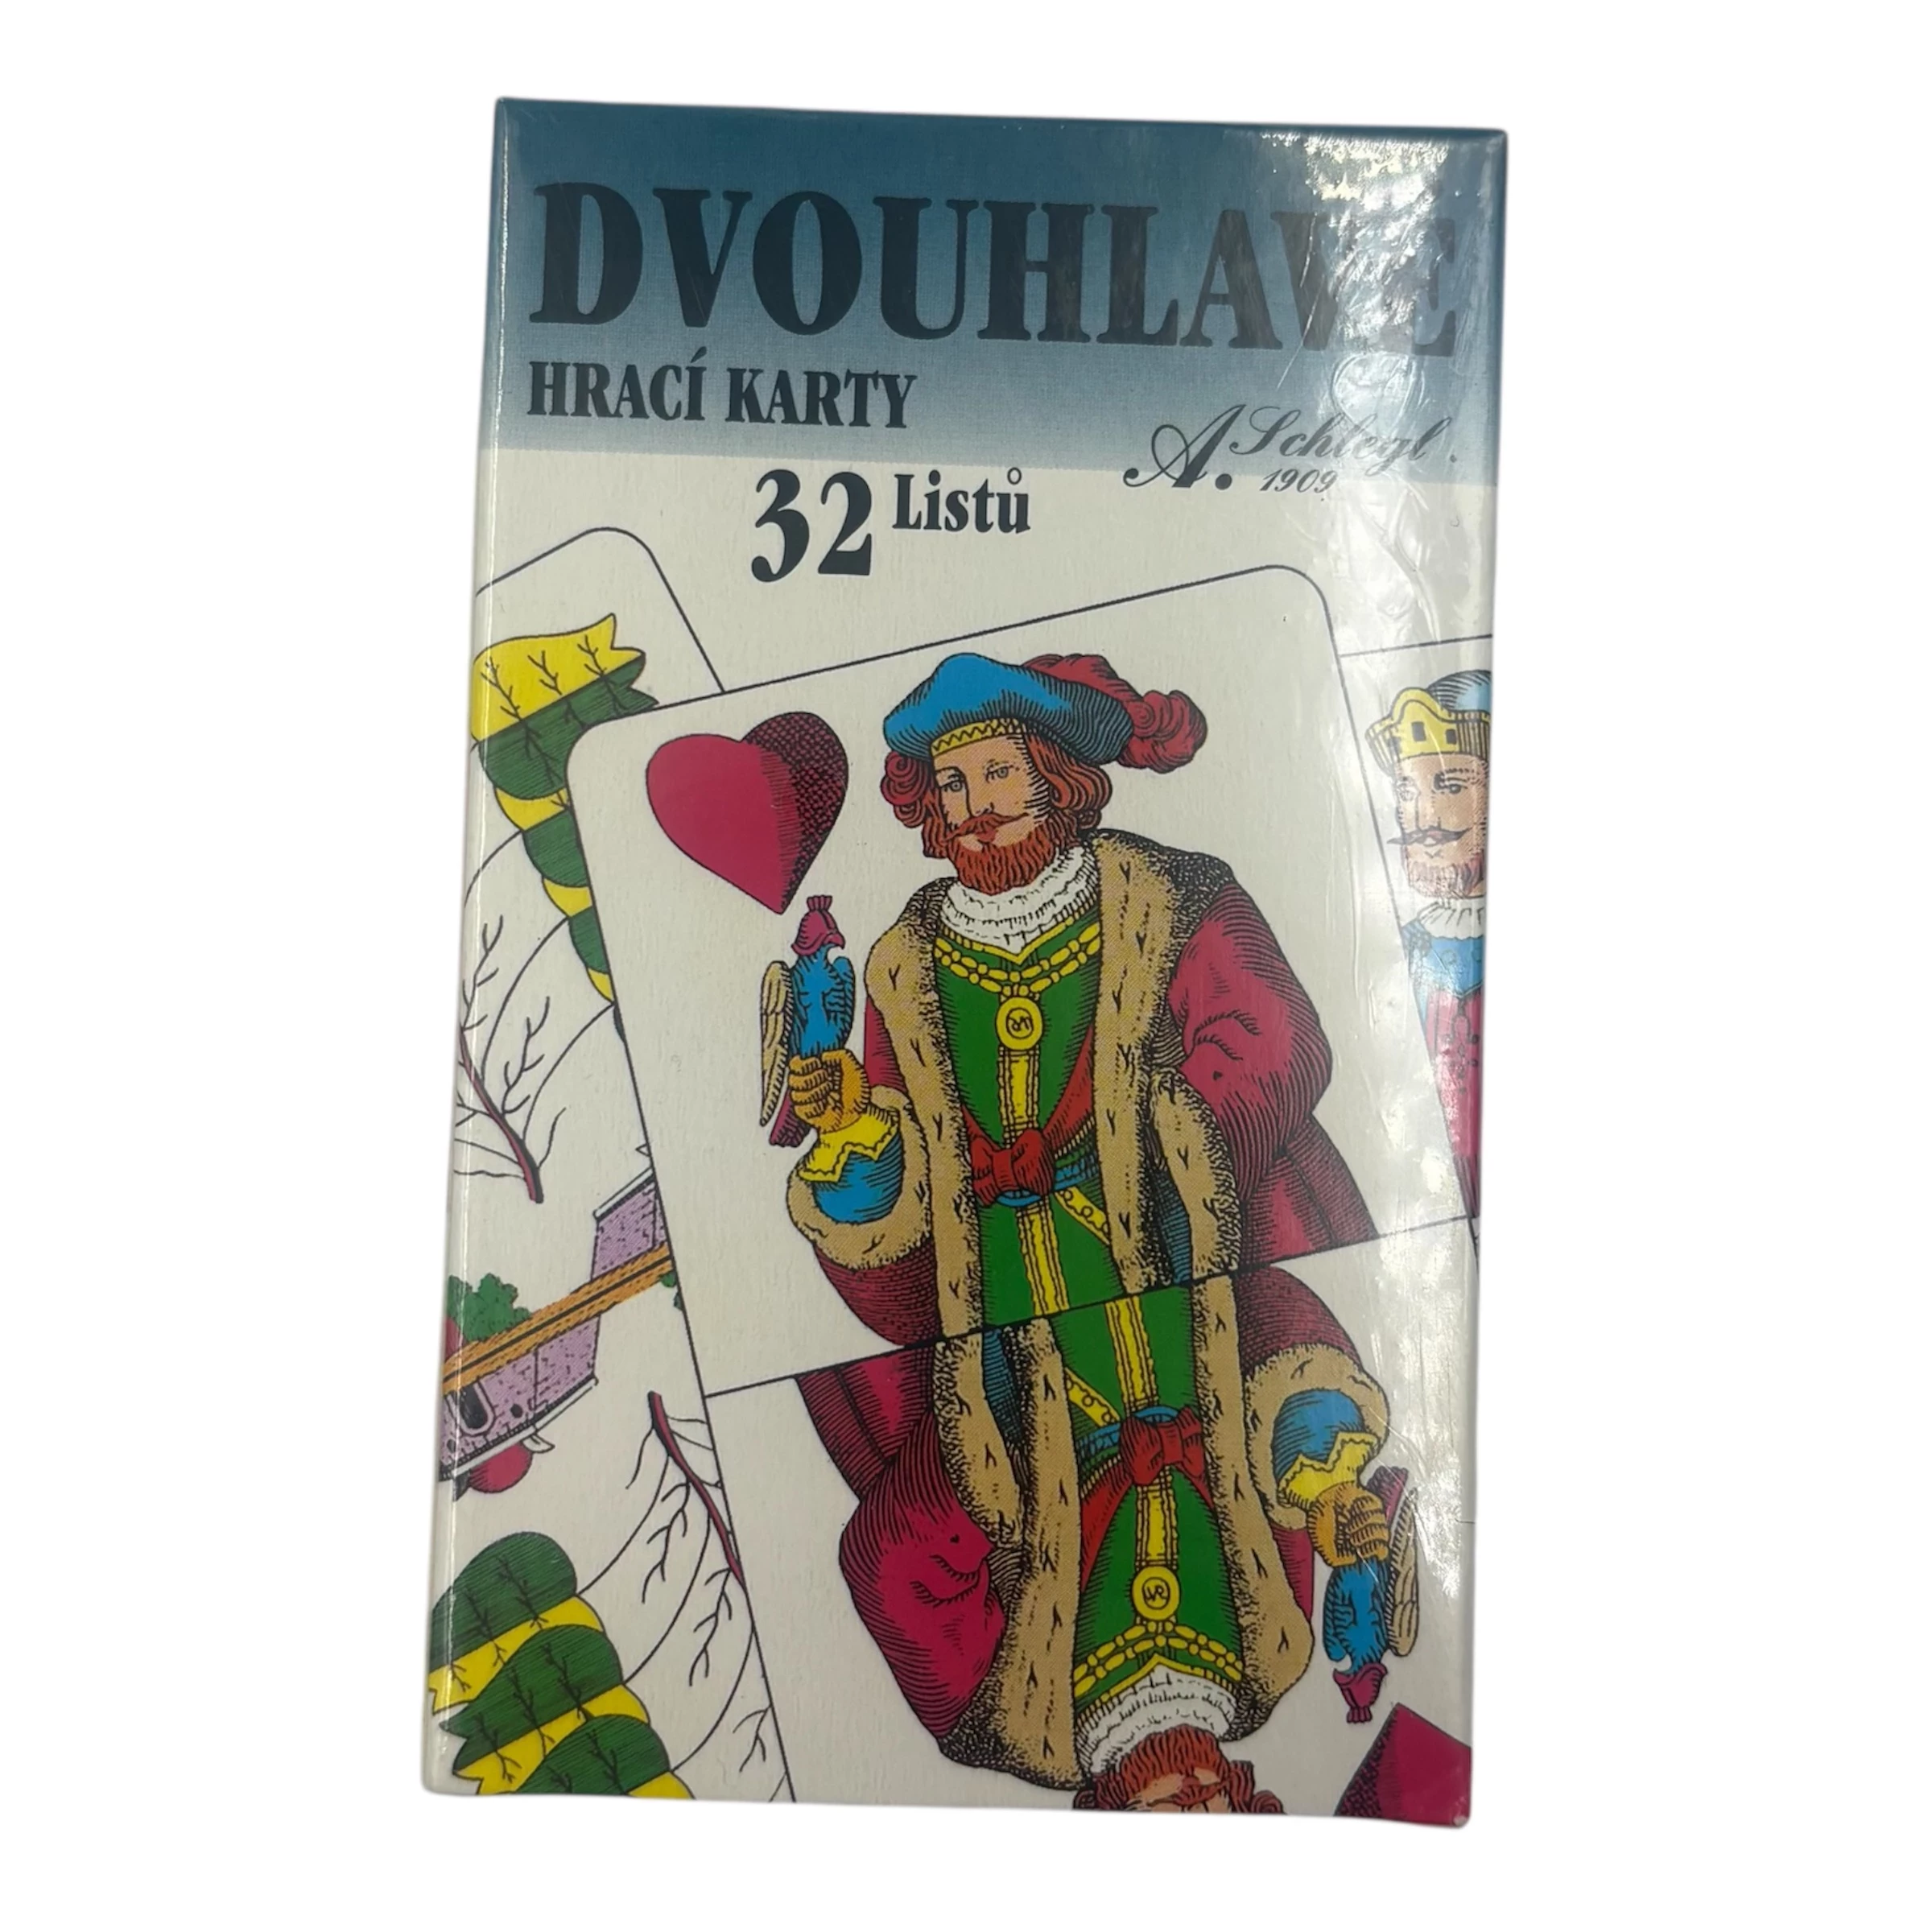 DVOUHLAVÉ
HRACÍ KARTY
A. Schlegl
1909
32 Listů